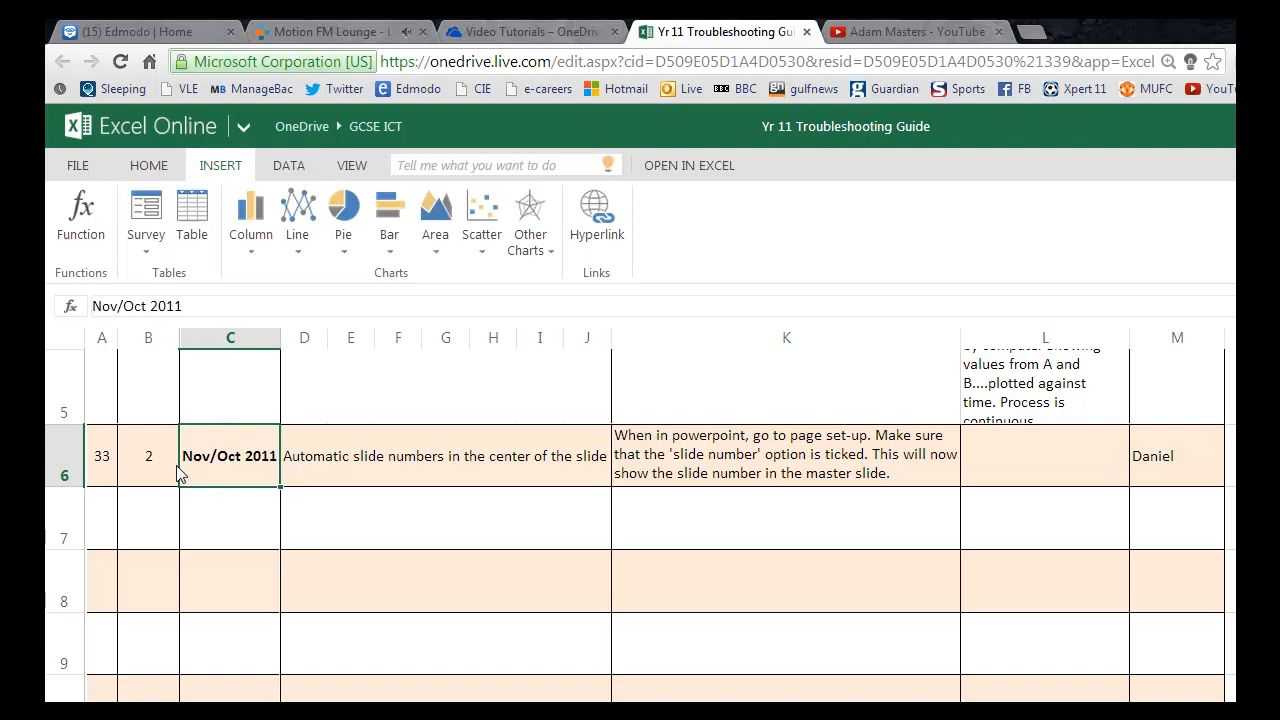 (15) Edmodo | Home
Motion FM Lounge - L
Video Tutorials – OneDriv
Yr 11 Troubleshooting Gui
Adam Masters - YouTube
Microsoft Corporation [US]
https://onedrive.live.com/edit.aspx?cid=D509E05D1A4D0530&resid=D509E05D1A4D0530%21339&app=Excel
Sleeping
VLE
MB ManageBac
Twitter
Edmodo
CIE
e-careers
Hotmail
Live
BBC
gulfnews
Guardian
Sports
FB
Xpert 11
MUFC
YouTu
Excel Online
OneDrive
GSCE ICT
Yr 11 Troubleshooting Guide
FILE
HOME
INSERT
DATA
VIEW
Tell me what you want to do
OPEN IN EXCEL
Function
Survey
Table
Column
Line
Pie
Bar
Area
Scatter
Other
Charts
Hyperlink
Functions
Tables
Charts
Links
fx
Nov/Oct 2011
A B C D E F G H I J K L M
5
values from A and
B....plotted against
time. Process is
continuous
6
33
2
Nov/Oct 2011
Automatic slide numbers in the center of the slide
When in powerpoint, go to page set-up. Make sure
that the 'slide number' option is ticked. This will now
show the slide number in the master slide.
Daniel
7
8
9